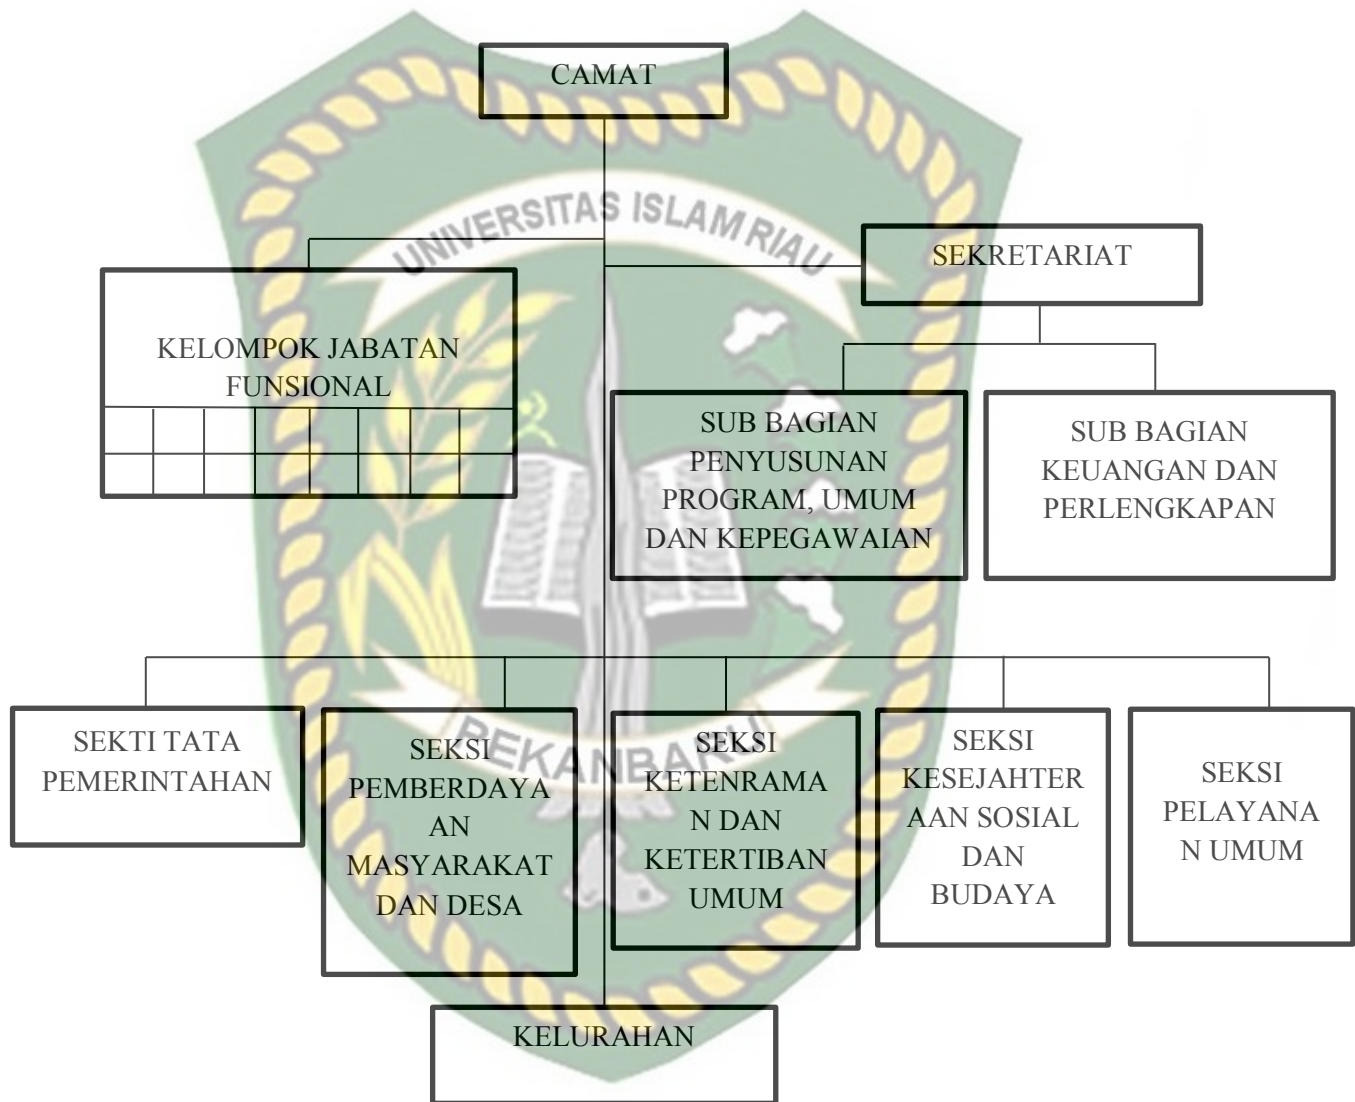 CAMAT
UNIVERSITAS ISLAM RIAU
SEKRETARIAT
KELOMPOK JABATAN
FUNSIONAL
SUB BAGIAN
PENYUSUNAN
PROGRAM, UMUM
DAN KEPEGAWAIAN
SUB BAGIAN
KEUANGAN DAN
PERLENGKAPAN
SEKTI TATA
PEMERINTAHAN
SEKSI
PEMBERDAYA
AN
MASYARAKAT
DAN DESA
PEKANBARU
SEKSI
KETENRAMA
N DAN
KETERTIBAN
UMUM
SEKSI
KESEJAHTER
AAN SOSIAL
DAN
BUDAYA
SEKSI
PELAYANA
N UMUM
KELURAHAN